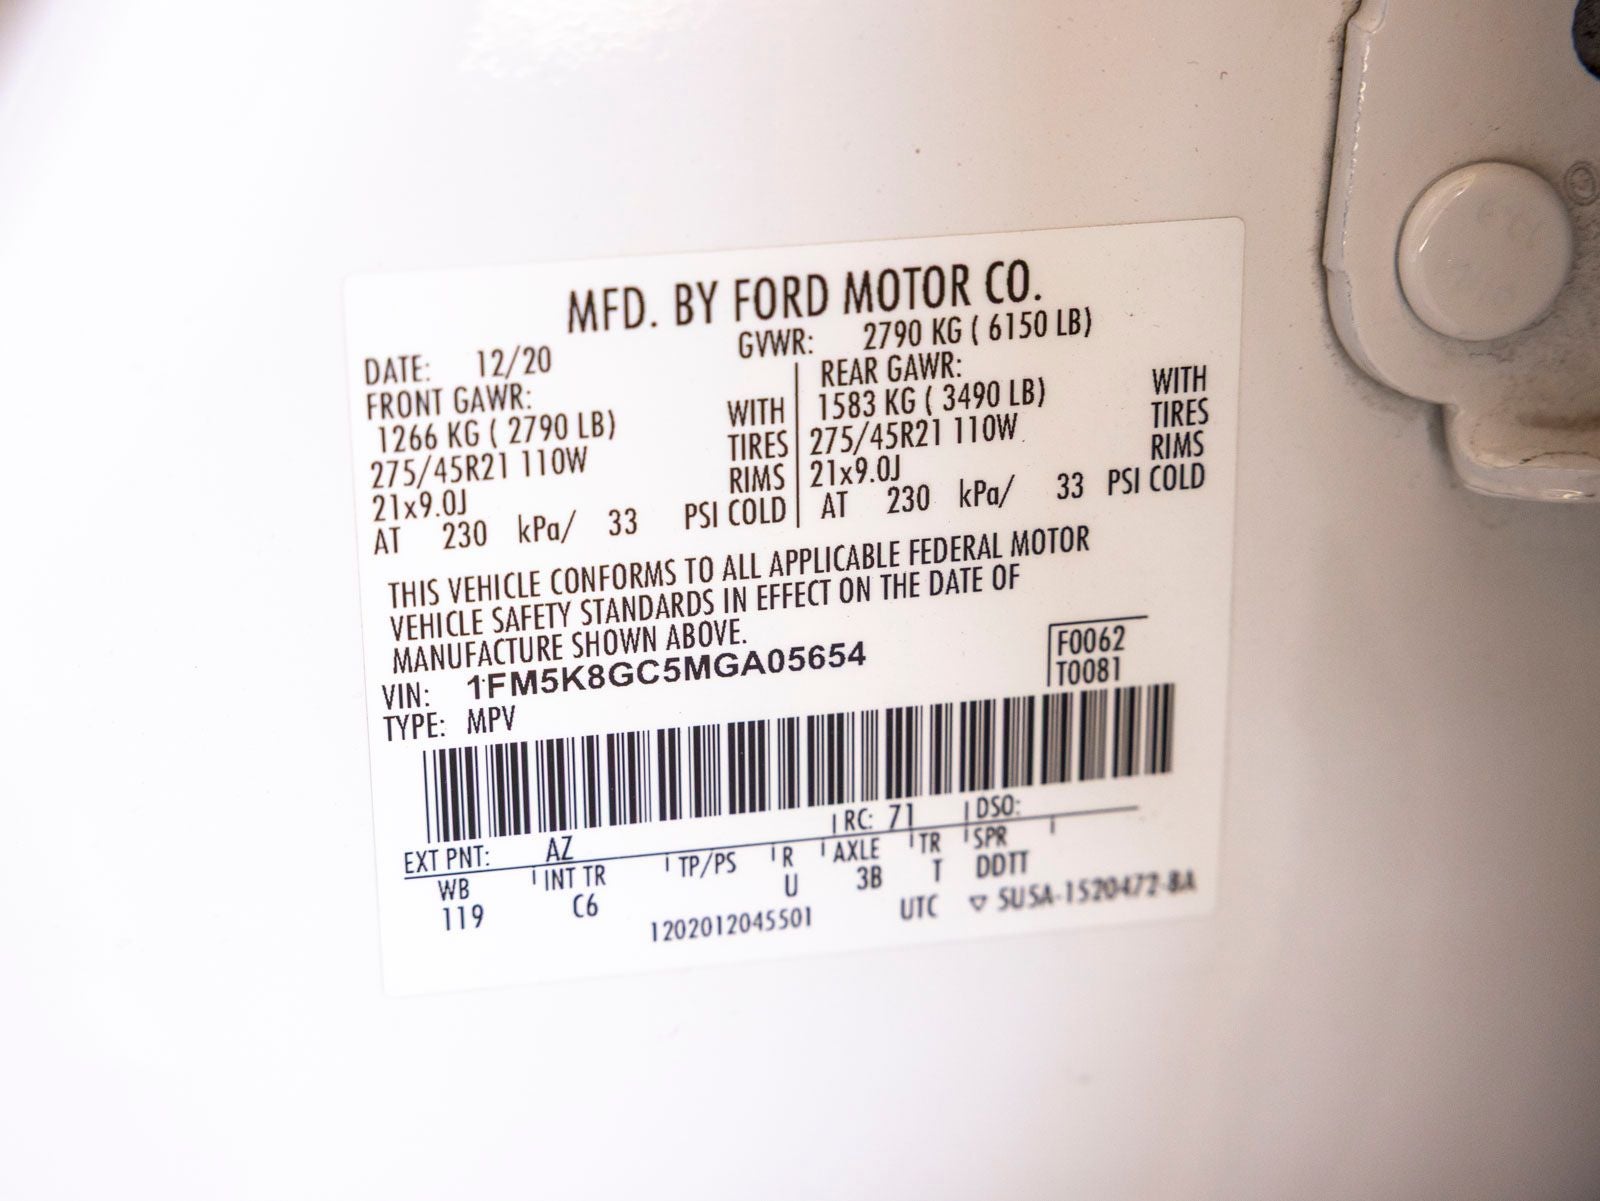 MFD. BY FORD MOTOR CO.
DATE: 12/20 GVWR: 2790 KG ( 6150 LB)
FRONT GAWR: REAR GAWR:
1266 KG ( 2790 LB) WITH 1583 KG ( 3490 LB) WITH
275/45R21 110W TIRES 275/45R21 110W TIRES
21x9.0J RIMS 21x9.0J RIMS
AT 230 kPa/ 33 PSI COLD AT 230 kPa/ 33 PSI COLD
THIS VEHICLE CONFORMS TO ALL APPLICABLE FEDERAL MOTOR
VEHICLE SAFETY STANDARDS IN EFFECT ON THE DATE OF
MANUFACTURE SHOWN ABOVE.
VIN: 1FM5K8GC5MGA05654 F0062
TYPE: MPV T0081
EXT PNT: AZ RC: 71 DSO:
WB INT TR TP/PS R AXLE TR SPR
119 C6 U 3B T DDTT
1202012045501 UTC ▽ SU5A-1520472-BA